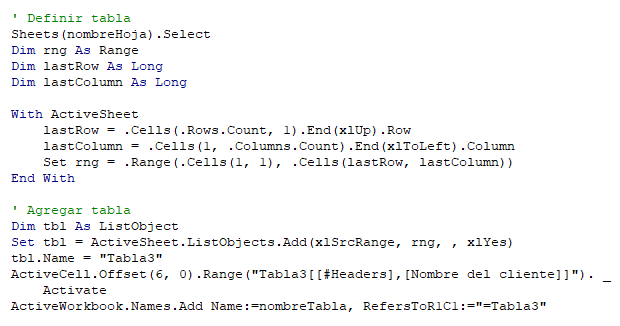 ' Definir tabla
Sheets(nombreHoja).Select
Dim rng As Range
Dim lastRow As Long
Dim lastColumn As Long

With ActiveSheet
    lastRow = .Cells(.Rows.Count, 1).End(xlUp).Row
    lastColumn = .Cells(1, .Columns.Count).End(xlToLeft).Column
    Set rng = .Range(.Cells(1, 1), .Cells(lastRow, lastColumn))
End With

' Agregar tabla
Dim tbl As ListObject
Set tbl = ActiveSheet.ListObjects.Add(xlSrcRange, rng, , xlYes)
tbl.Name = "Tabla3"
ActiveCell.Offset(6, 0).Range("Tabla3[[#Headers],[Nombre del cliente]]"). _
    Activate
ActiveWorkbook.Names.Add Name:=nombreTabla, RefersToR1C1:="=Tabla3"